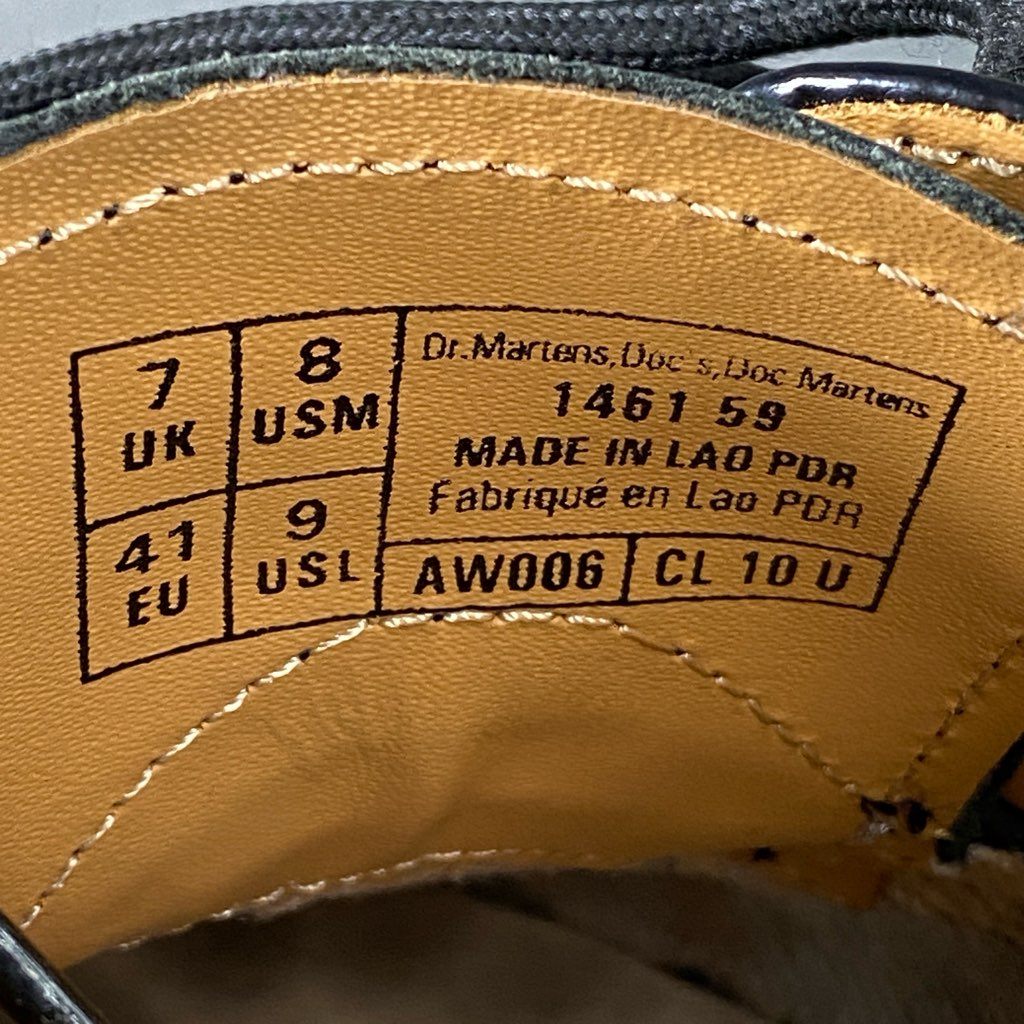 7
UK
8
USM
41
EU
9
USL
Dr.Martens,Doc's,Doc Martens
1461 59
MADE IN LAO PDR
Fabriqué en Lao PDR
AW006
CL 10 U